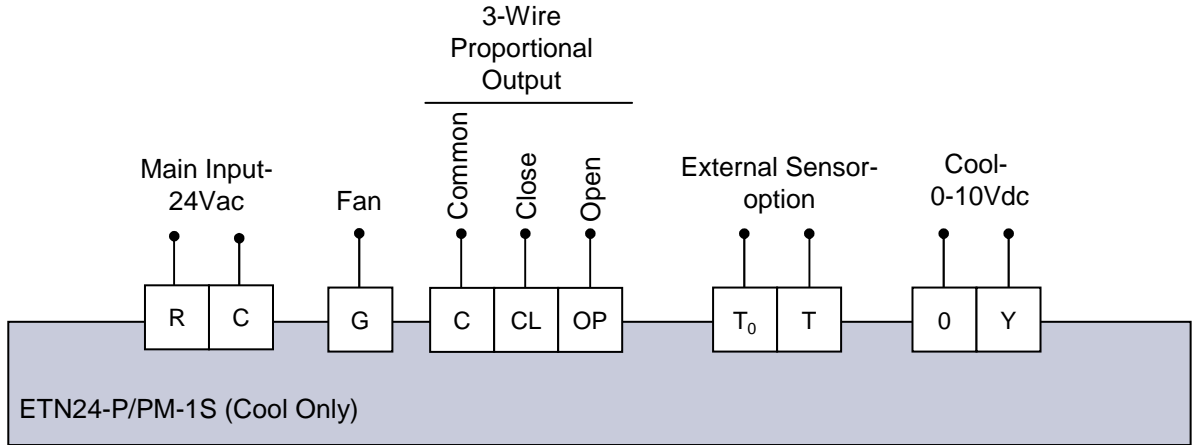 3-Wire
Proportional
Output
Common
Close
Open
Main Input-
24Vac
Fan
External Sensor-
option
Cool-
0-10Vdc
R C G C CL OP T₀ T 0 Y
ETN24-P/PM-1S (Cool Only)